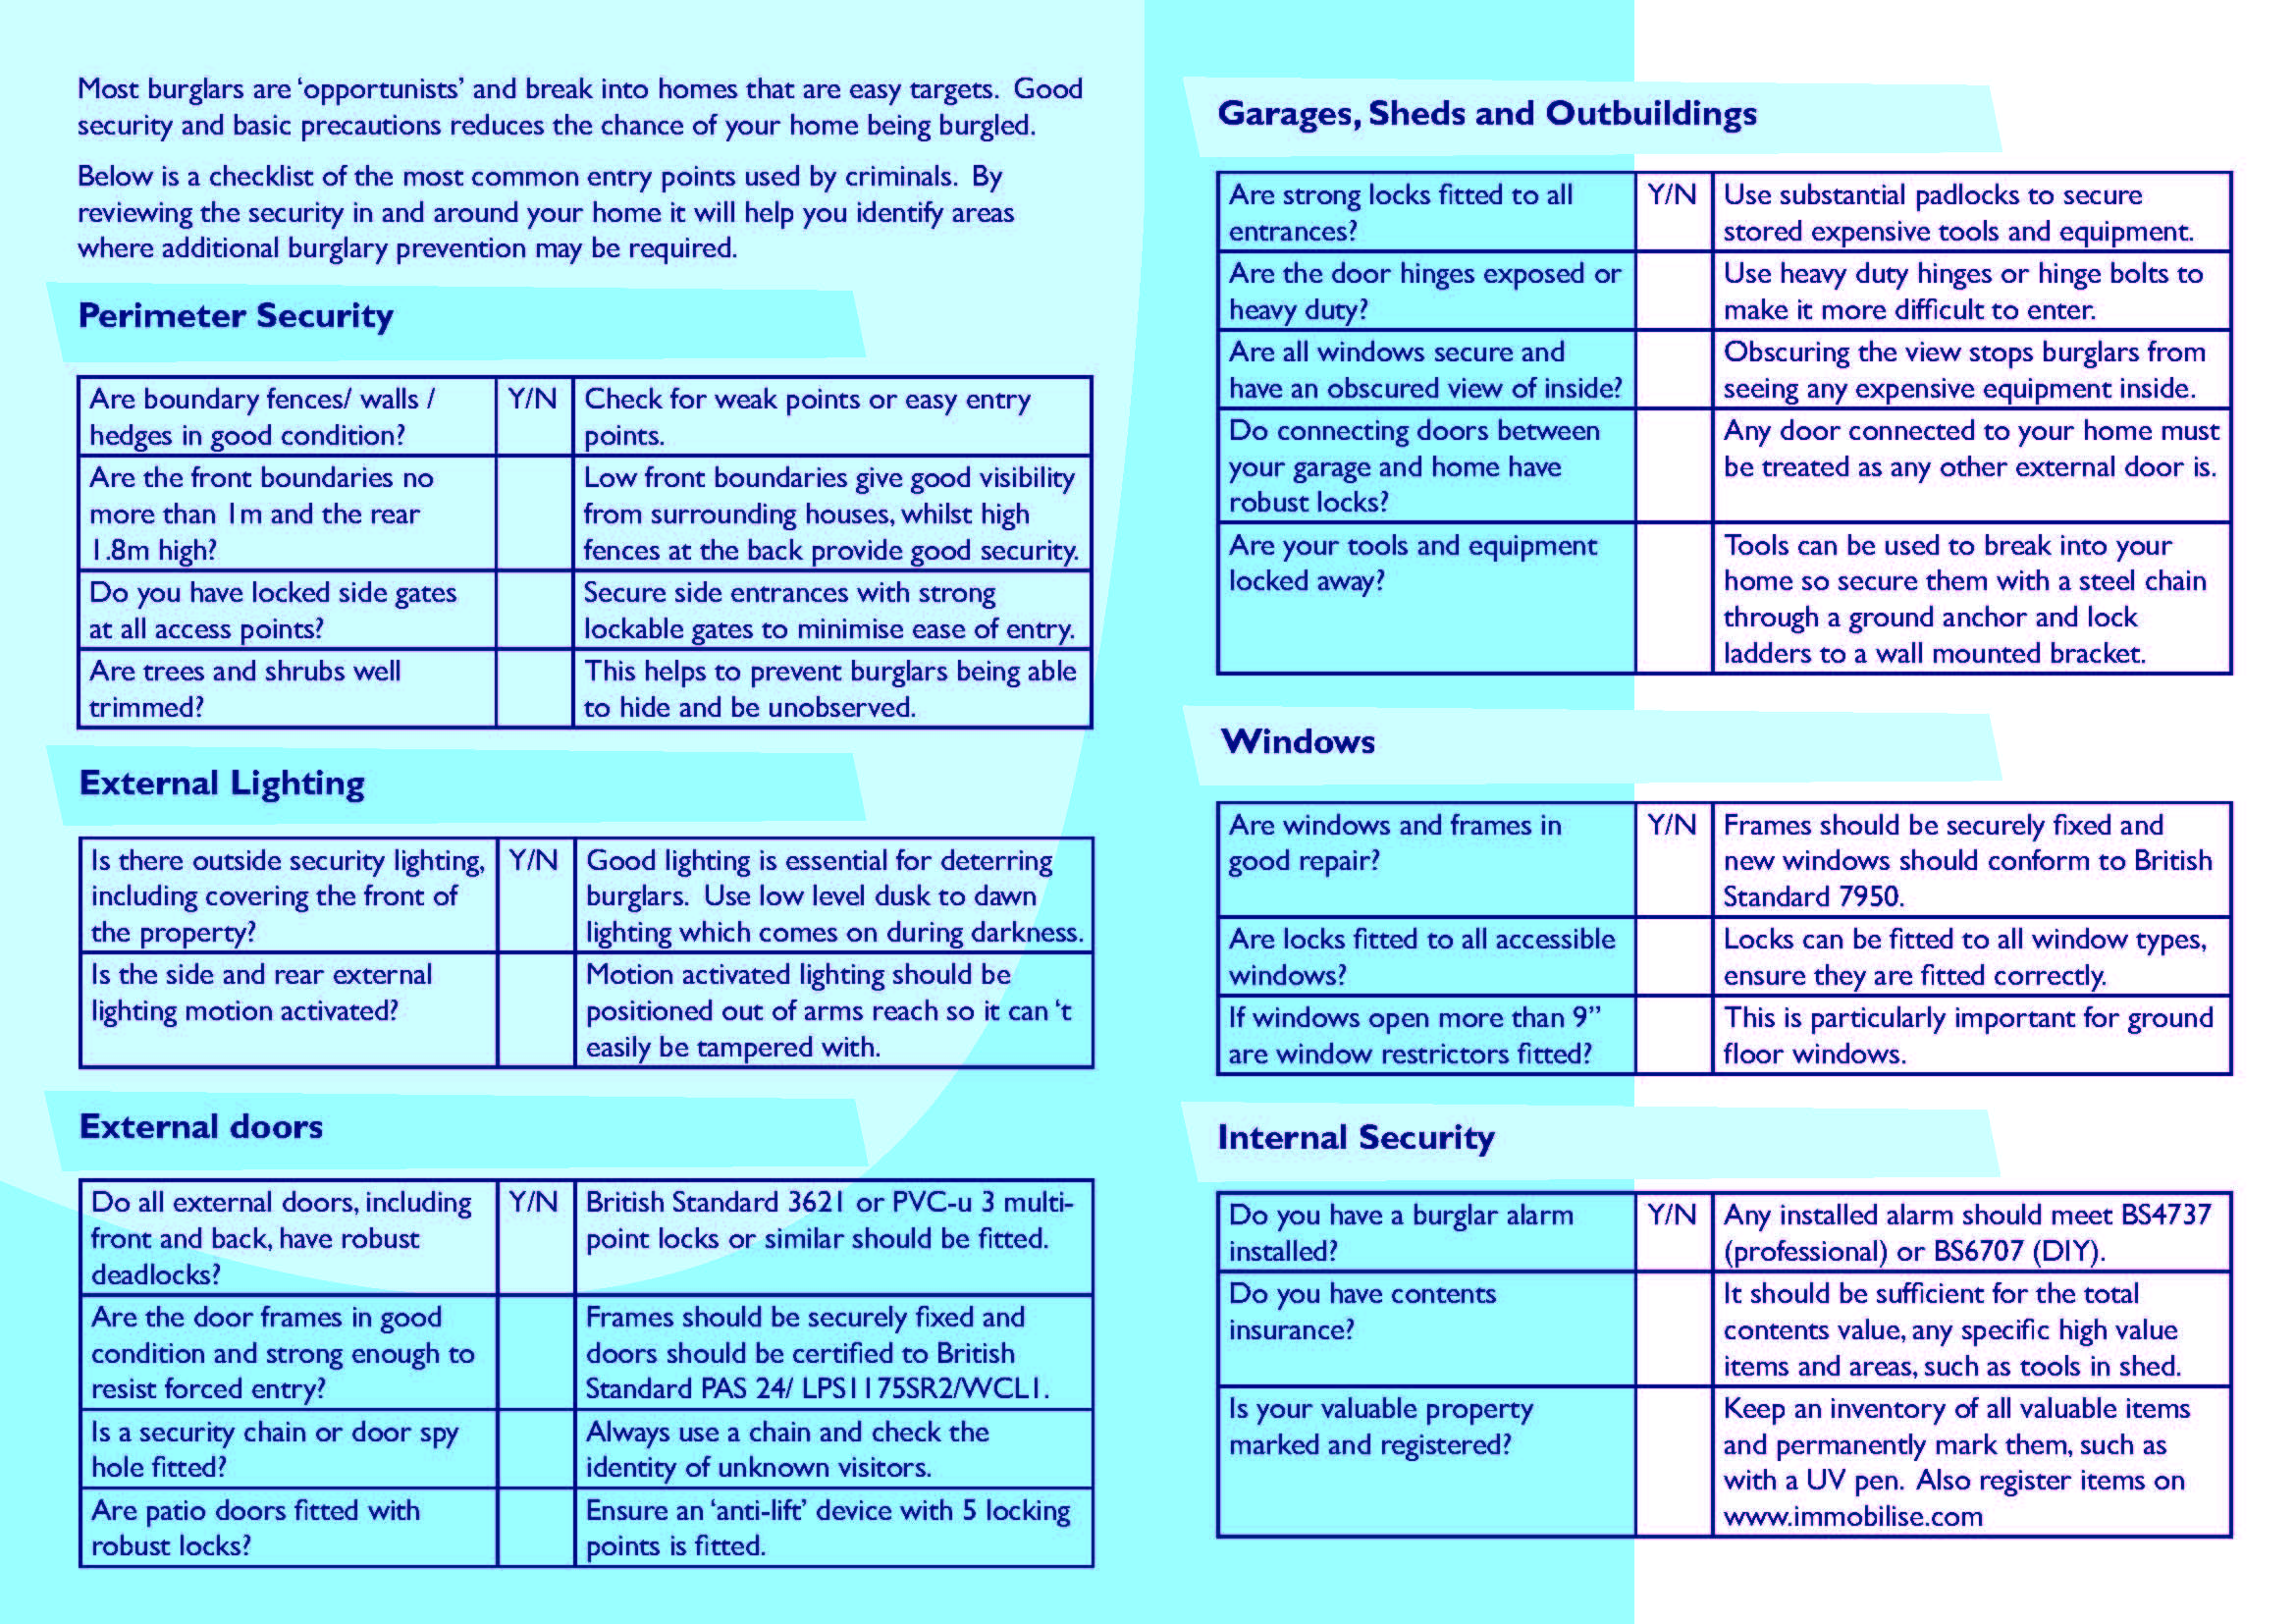 Most burglars are ‘opportunists’ and break into homes that are easy targets.  Good
security and basic precautions reduces the chance of your home being burgled.
Below is a checklist of the most common entry points used by criminals.  By
reviewing the security in and around your home it will help you identify areas
where additional burglary prevention may be required.
Perimeter Security
Are boundary fences/ walls /
hedges in good condition?
Y/N
Check for weak points or easy entry
points.
Are the front boundaries no
more than 1m and the rear
1.8m high?
Low front boundaries give good visibility
from surrounding houses, whilst high
fences at the back provide good security.
Do you have locked side gates
at all access points?
Secure side entrances with strong
lockable gates to minimise ease of entry.
Are trees and shrubs well
trimmed?
This helps to prevent burglars being able
to hide and be unobserved.
External Lighting
Is there outside security lighting,
including covering the front of
the property?
Y/N
Good lighting is essential for deterring
burglars.  Use low level dusk to dawn
lighting which comes on during darkness.
Is the side and rear external
lighting motion activated?
Motion activated lighting should be
positioned out of arms reach so it can ‘t
easily be tampered with.
External doors
Do all external doors, including
front and back, have robust
deadlocks?
Y/N
British Standard 3621 or PVC-u 3 multi-
point locks or similar should be fitted.
Are the door frames in good
condition and strong enough to
resist forced entry?
Frames should be securely fixed and
doors should be certified to British
Standard PAS 24/ LPS1175SR2/WCL1.
Is a security chain or door spy
hole fitted?
Always use a chain and check the
identity of unknown visitors.
Are patio doors fitted with
robust locks?
Ensure an ‘anti-lift’ device with 5 locking
points is fitted.
Garages, Sheds and Outbuildings
Are strong locks fitted to all
entrances?
Y/N
Use substantial padlocks to secure
stored expensive tools and equipment.
Are the door hinges exposed or
heavy duty?
Use heavy duty hinges or hinge bolts to
make it more difficult to enter.
Are all windows secure and
have an obscured view of inside?
Obscuring the view stops burglars from
seeing any expensive equipment inside.
Do connecting doors between
your garage and home have
robust locks?
Any door connected to your home must
be treated as any other external door is.
Are your tools and equipment
locked away?
Tools can be used to break into your
home so secure them with a steel chain
through a ground anchor and lock
ladders to a wall mounted bracket.
Windows
Are windows and frames in
good repair?
Y/N
Frames should be securely fixed and
new windows should conform to British
Standard 7950.
Are locks fitted to all accessible
windows?
Locks can be fitted to all window types,
ensure they are fitted correctly.
If windows open more than 9”
are window restrictors fitted?
This is particularly important for ground
floor windows.
Internal Security
Do you have a burglar alarm
installed?
Y/N
Any installed alarm should meet BS4737
(professional) or BS6707 (DIY).
Do you have contents
insurance?
It should be sufficient for the total
contents value, any specific high value
items and areas, such as tools in shed.
Is your valuable property
marked and registered?
Keep an inventory of all valuable items
and permanently mark them, such as
with a UV pen.  Also register items on
www.immobilise.com